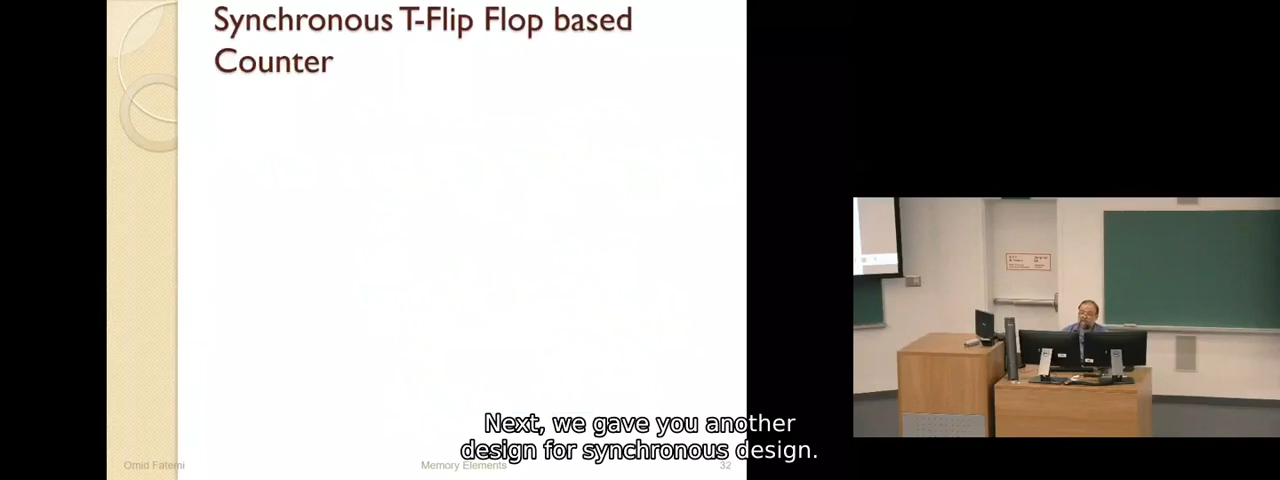 Synchronous T-Flip Flop based
Counter
Next, we gave you another
design for synchronous design.
Omid Fatemi
Memory Elements
32